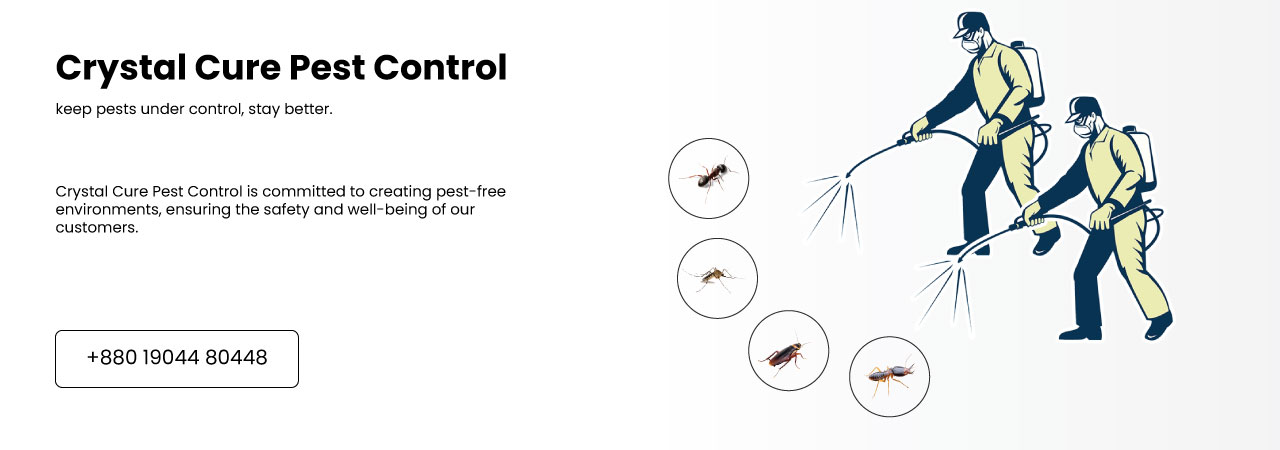 Crystal Cure Pest Control
keep pests under control, stay better.
Crystal Cure Pest Control is committed to creating pest-free
environments, ensuring the safety and well-being of our
customers.
+880 19044 80448